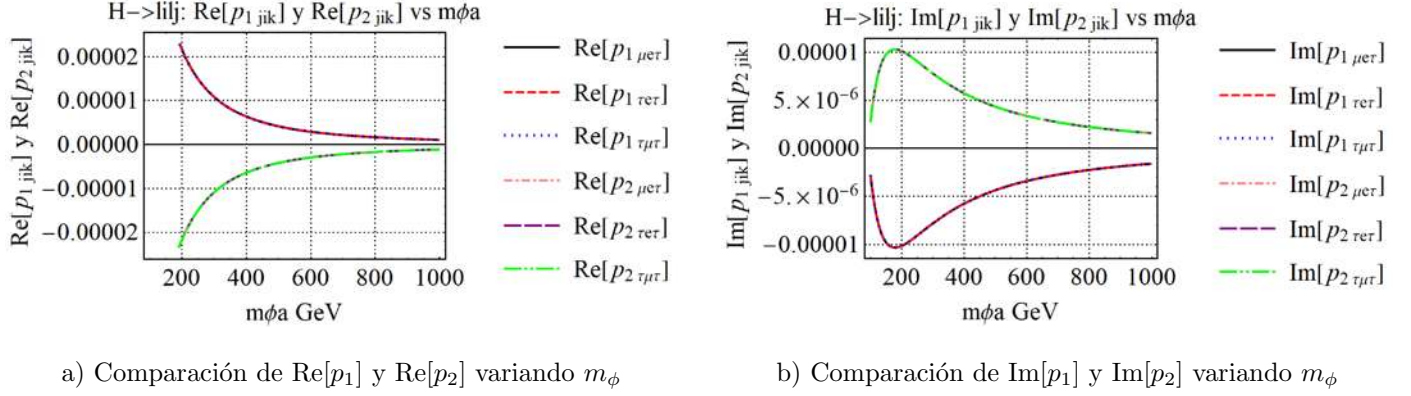 H−>lilj: Re[p1 jik] y Re[p2 jik] vs mϕa
Re[p1 jik] y Re[p2 jik]
0.00002
0.00001
0.00000
−0.00001
−0.00002
200 400 600 800 1000
mϕa GeV
Re[p1 μeτ]
Re[p1 τeτ]
Re[p1 τμτ]
Re[p2 μeτ]
Re[p2 τeτ]
Re[p2 τμτ]
H−>lilj: Im[p1 jik] y Im[p2 jik] vs mϕa
Im[p1 jik] y Im[p2 jik]
0.00001
5.×10⁻⁶
0.00000
−5.×10⁻⁶
−0.00001
200 400 600 800 1000
mϕa GeV
Im[p1 μeτ]
Im[p1 τeτ]
Im[p1 τμτ]
Im[p2 μeτ]
Im[p2 τeτ]
Im[p2 τμτ]
a) Comparación de Re[p1] y Re[p2] variando mϕ
b) Comparación de Im[p1] y Im[p2] variando mϕ